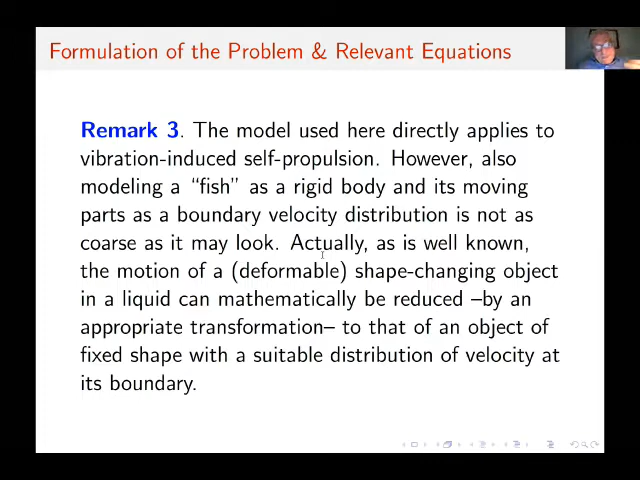 Formulation of the Problem & Relevant Equations
Remark 3. The model used here directly applies to
vibration-induced self-propulsion. However, also
modeling a “fish” as a rigid body and its moving
parts as a boundary velocity distribution is not as
coarse as it may look. Actually, as is well known,
the motion of a (deformable) shape-changing object
in a liquid can mathematically be reduced –by an
appropriate transformation– to that of an object of
fixed shape with a suitable distribution of velocity at
its boundary.